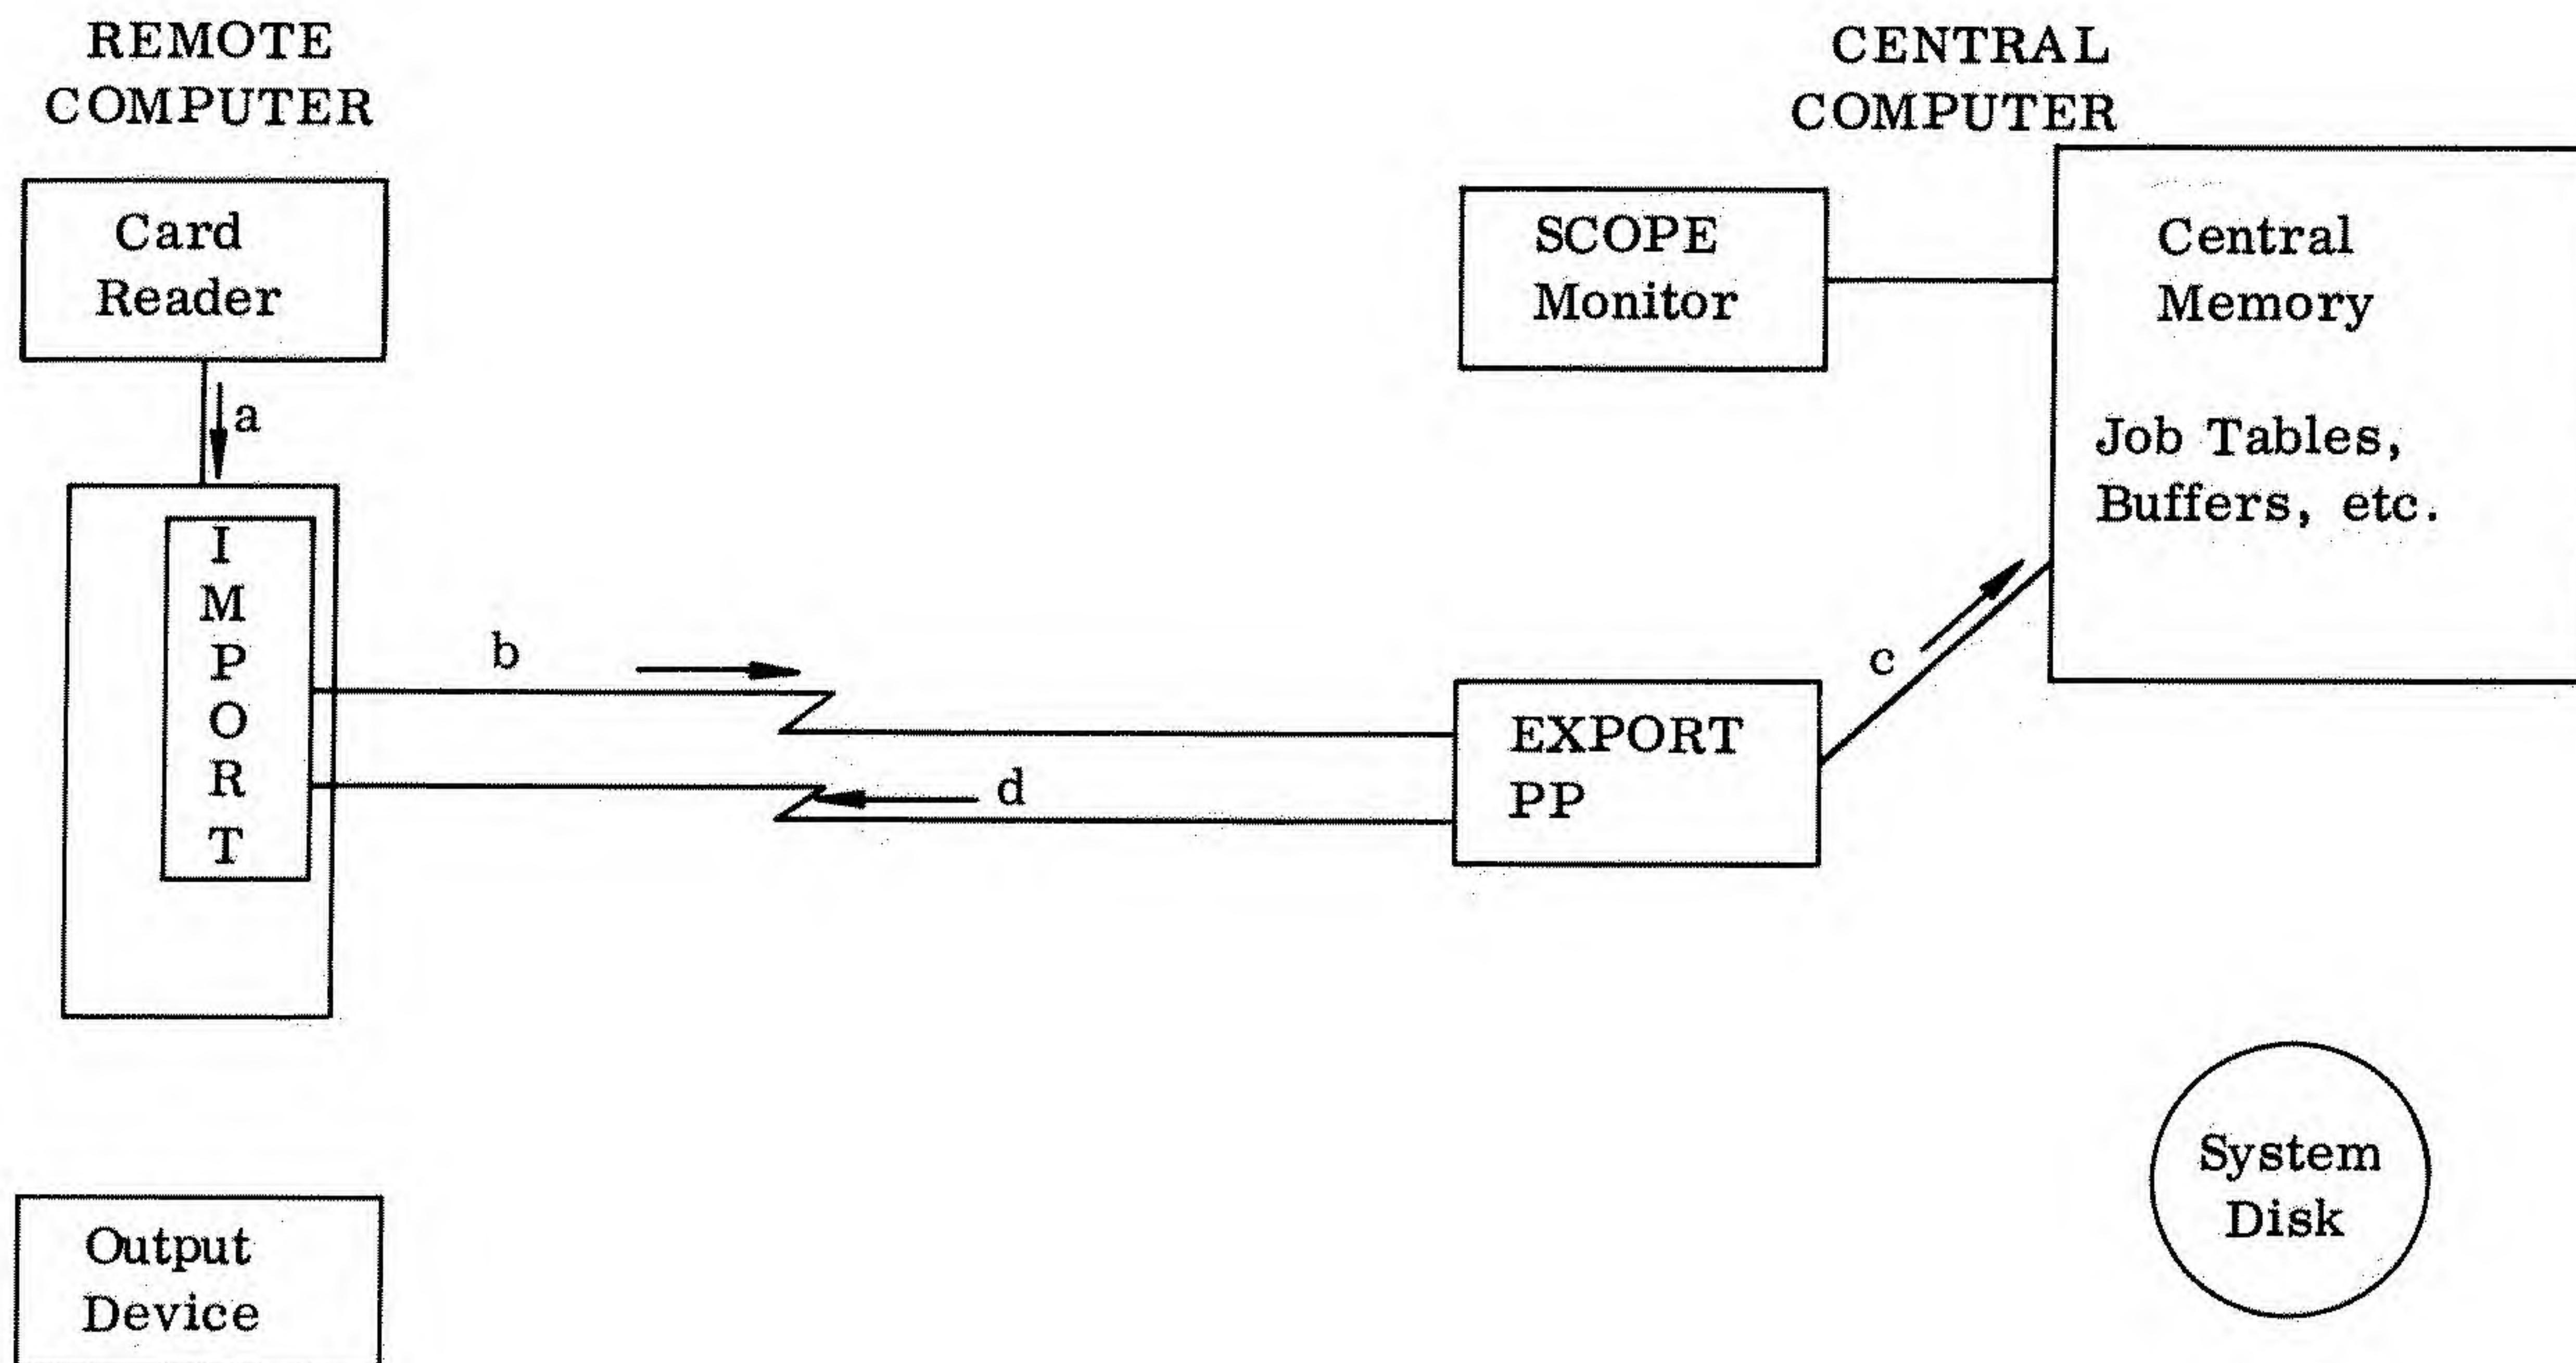 REMOTE
COMPUTER
CENTRAL
COMPUTER
Card
Reader
SCOPE
Monitor
Central
Memory
Job Tables,
Buffers, etc.
a
I
M
P
O
R
T
b
c
d
EXPORT
PP
System
Disk
Output
Device